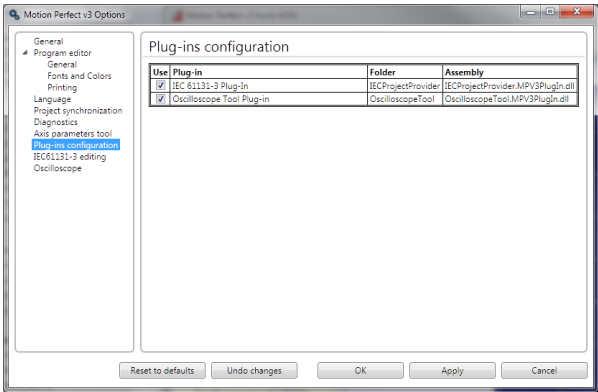 Motion Perfect v3 Options
General
Program editor
General
Fonts and Colors
Printing
Language
Project synchronization
Diagnostics
Axis parameters tool
Plug-ins configuration
IEC61131-3 editing
Oscilloscope
Plug-ins configuration
Use Plug-in Folder Assembly
IEC 61131-3 Plug-In IECProjectProvider IECProjectProvider.MPV3PlugIn.dll
Oscilloscope Tool Plug-in OscilloscopeTool OscilloscopeTool.MPV3PlugIn.dll
Reset to defaults Undo changes OK Apply Cancel